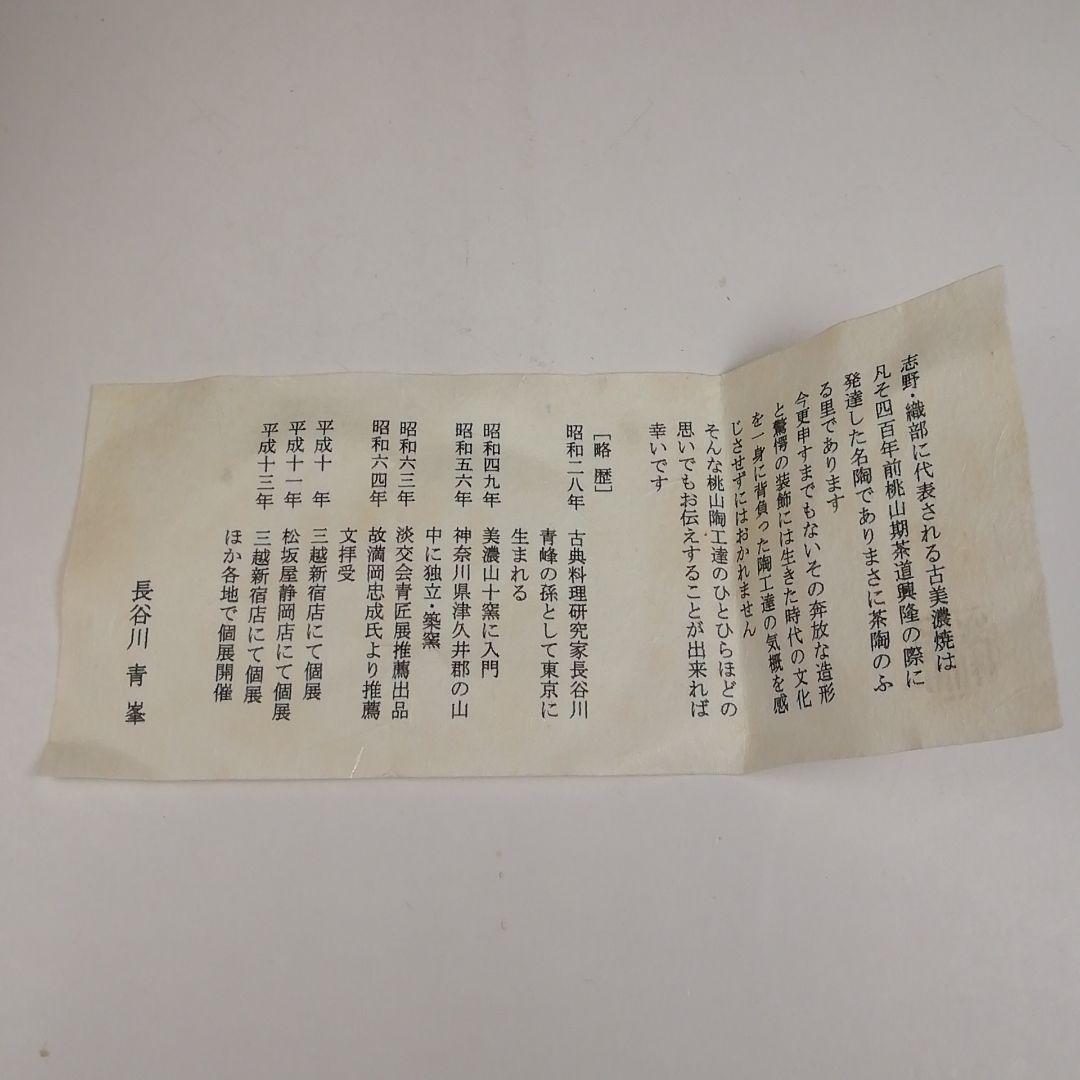 志野・織部に代表される古美濃焼は
凡そ四百年前桃山期茶道興隆の際に
発達した名陶でありまさに茶陶のふ
る里であります
今更申すまでもないその奔放な造形
と驚愕の装飾には生きた時代の文化
を一身に背負った陶工達の気概を感
じさせずにはおかれません
そんな桃山陶工達のひとひらほどの
思いでもお伝えすることが出来れば
幸いです
［略歴］
昭和二八年 古典料理研究家長谷川
青峰の孫として東京に
生まれる
昭和四九年 美濃山十窯に入門
昭和五六年 神奈川県津久井郡の山
中に独立・築窯
昭和六三年 淡交会青匠展推薦出品
昭和六四年 故満岡忠成氏より推薦
文拝受
平成十 年 三越新宿店にて個展
平成十一年 松坂屋静岡店にて個展
平成十三年 三越新宿店にて個展
ほか各地で個展開催
長谷川 青 峯